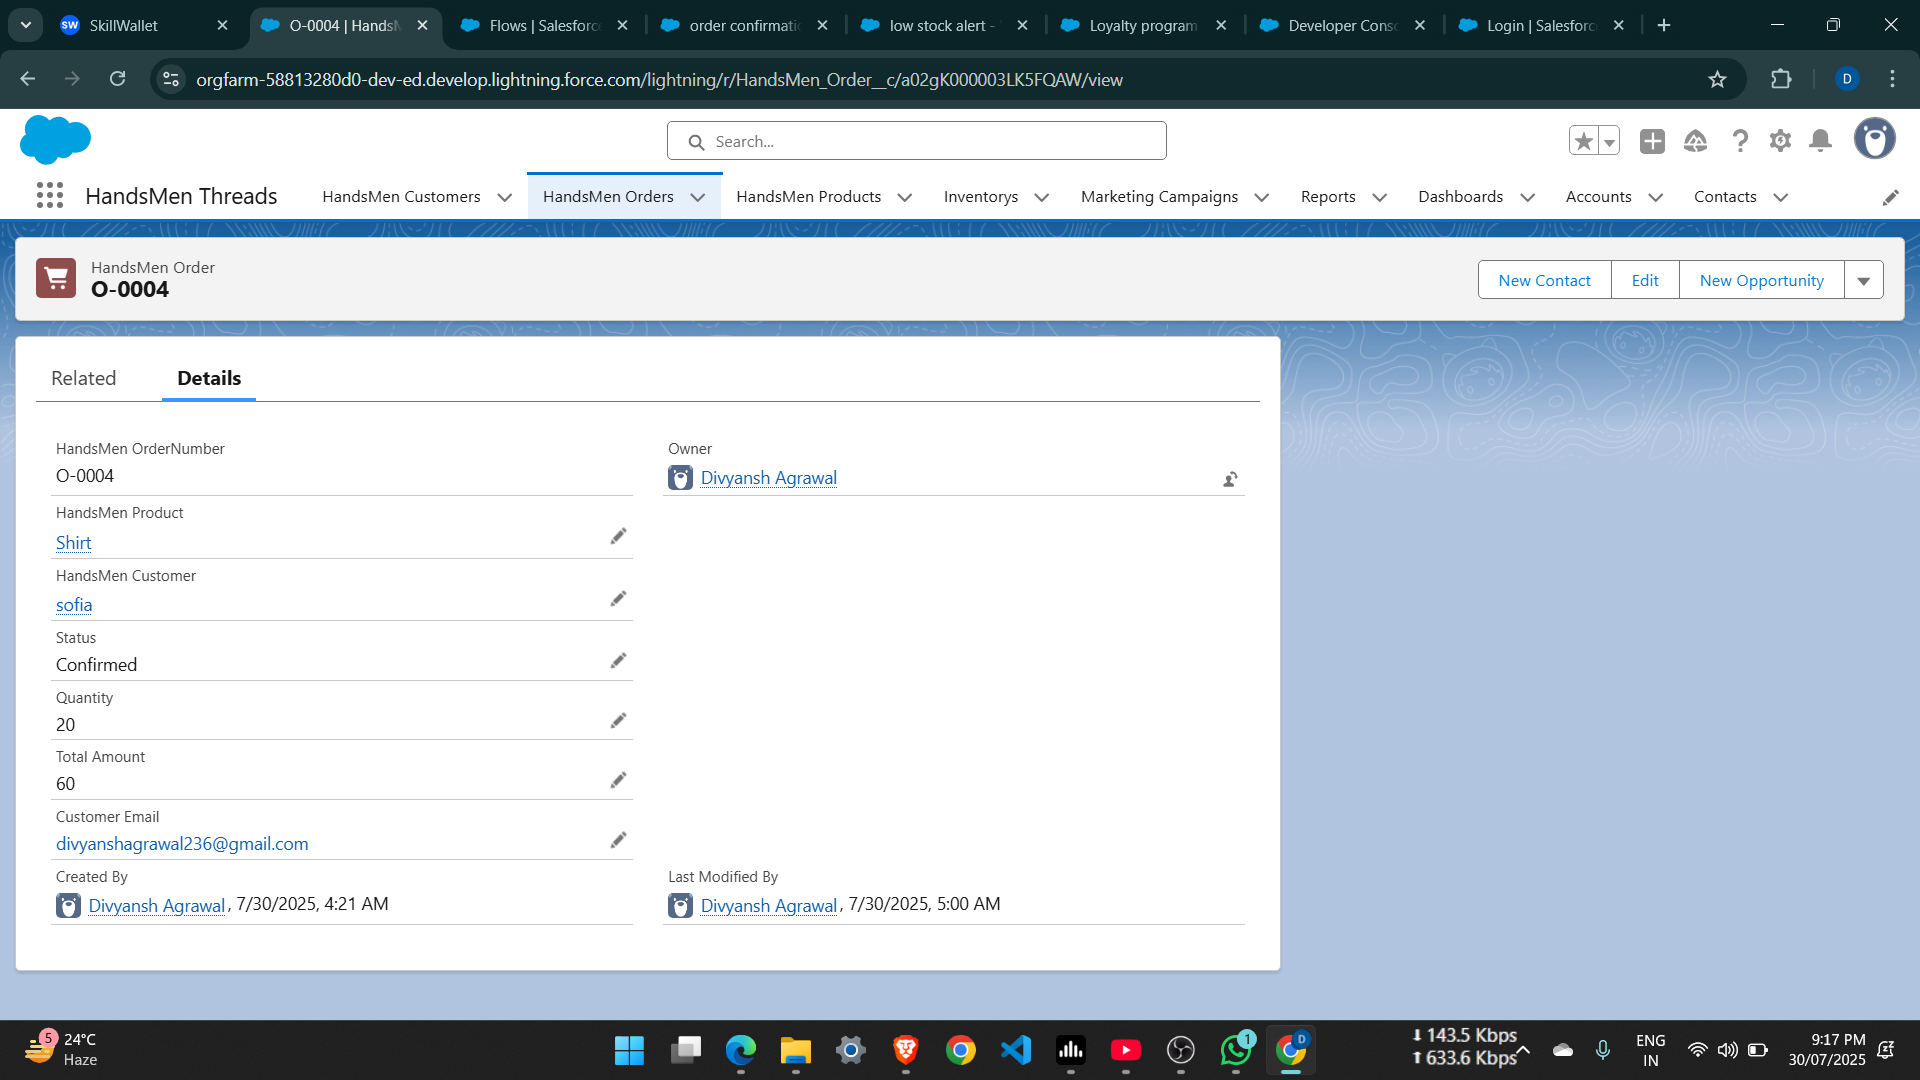 SW SkillWallet
O-0004 | HandsM
Flows | Salesforc
order confirmatic
low stock alert -
Loyalty program
Developer Consc
Login | Salesforc
orgfarm-58813280d0-dev-ed.develop.lightning.force.com/lightning/r/HandsMen_Order__c/a02gK000003LK5FQAW/view
D
Search...
HandsMen Threads
HandsMen Customers
HandsMen Orders
HandsMen Products
Inventorys
Marketing Campaigns
Reports
Dashboards
Accounts
Contacts
HandsMen Order
O-0004
New Contact
Edit
New Opportunity
Related
Details
HandsMen OrderNumber
O-0004
Owner
Divyansh Agrawal
HandsMen Product
Shirt
HandsMen Customer
sofia
Status
Confirmed
Quantity
20
Total Amount
60
Customer Email
divyanshagrawal236@gmail.com
Created By
Divyansh Agrawal, 7/30/2025, 4:21 AM
Last Modified By
Divyansh Agrawal, 7/30/2025, 5:00 AM
5
24°C
Haze
1
D
143.5 Kbps
633.6 Kbps
ENG
IN
9:17 PM
30/07/2025